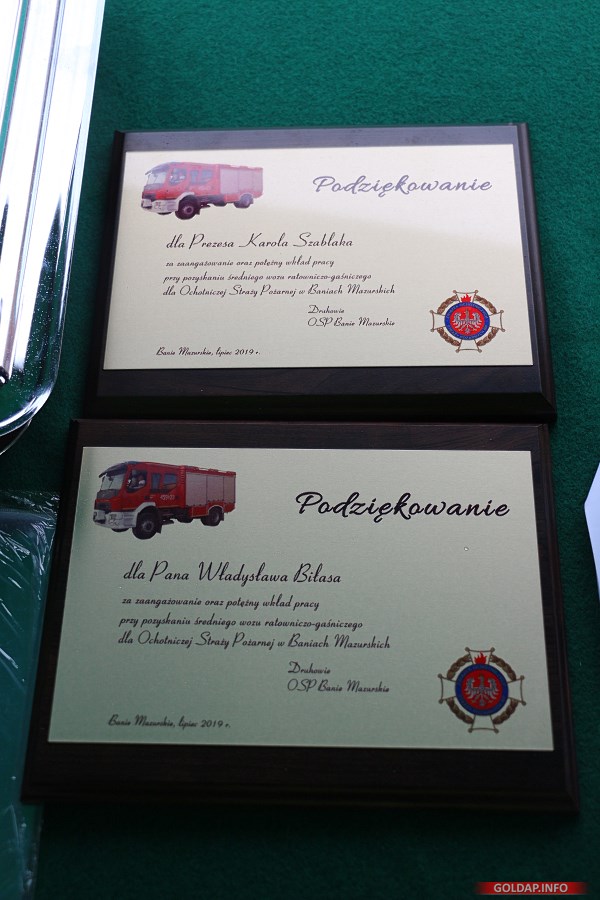 Podziękowanie
dla Prezesa Karola Szablaka
za zaangażowanie oraz potężny wkład pracy
przy pozyskaniu średniego wozu ratowniczo-gaśniczego
dla Ochotniczej Straży Pożarnej w Baniach Mazurskich
Druhowie
OSP Banie Mazurskie
Banie Mazurskie, lipiec 2019 r.
Podziękowanie
dla Pana Władysława Biłasa
za zaangażowanie oraz potężny wkład pracy
przy pozyskaniu średniego wozu ratowniczo-gaśniczego
dla Ochotniczej Straży Pożarnej w Baniach Mazurskich
Druhowie
OSP Banie Mazurskie
Banie Mazurskie, lipiec 2019 r.
GOLDAP.INFO